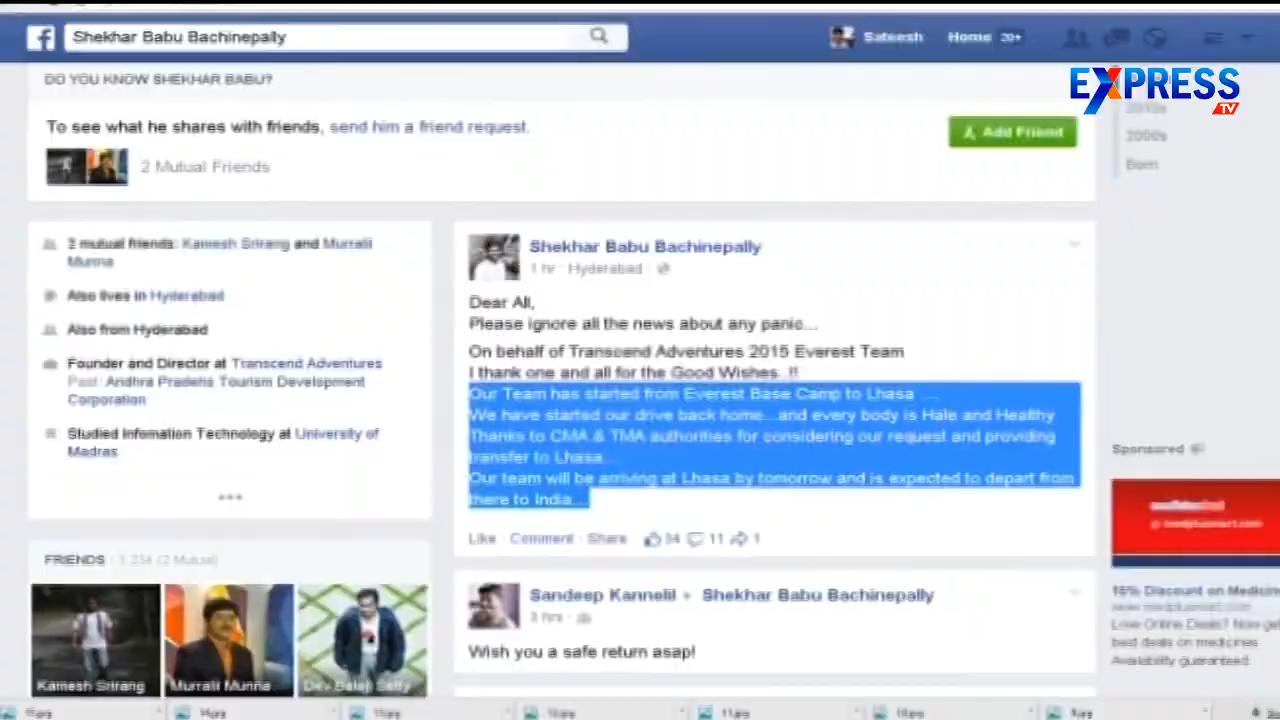 Shekhar Babu Bachinepally
Sateesh Home 20+
EXPRESS
TV
DO YOU KNOW SHEKHAR BABU?
2010s
2000s
Born
To see what he shares with friends, send him a friend request.
Add Friend
2 Mutual Friends
2 mutual friends: Kamesh Srirang and Murrali
Munna
Also lives in Hyderabad
Also from Hyderabad
Founder and Director at Transcend Adventures
Past: Andhra Pradehs Tourism Development
Corporation
Studied Infomation Technology at University of
Madras
Shekhar Babu Bachinepally
1 hr · Hyderabad
Dear All,
Please ignore all the news about any panic...
On behalf of Transcend Adventures 2015 Everest Team
I thank one and all for the Good Wishes..!!
Our Team has started from Everest Base Camp to Lhasa ....
We have started our drive back home...and every body is Hale and Healthy
Thanks to CMA & TMA authorities for considering our request and providing
transfer to Lhasa...
Our team will be arriving at Lhasa by tomorrow and is expected to depart from
there to India....
Like · Comment · Share 34 11 1
FRIENDS · 1,234 (2 Mutual)
Kamesh Srirang
Murrali Munna
Dev Balaji Setty
Sandeep Kannelil ▸ Shekhar Babu Bachinepally
3 hrs
Wish you a safe return asap!
Sponsored
15% Discount on Medicine
www.medplusmart.com
Love Online Deals? Now get
best deals on medicines
Availability guaranteed.